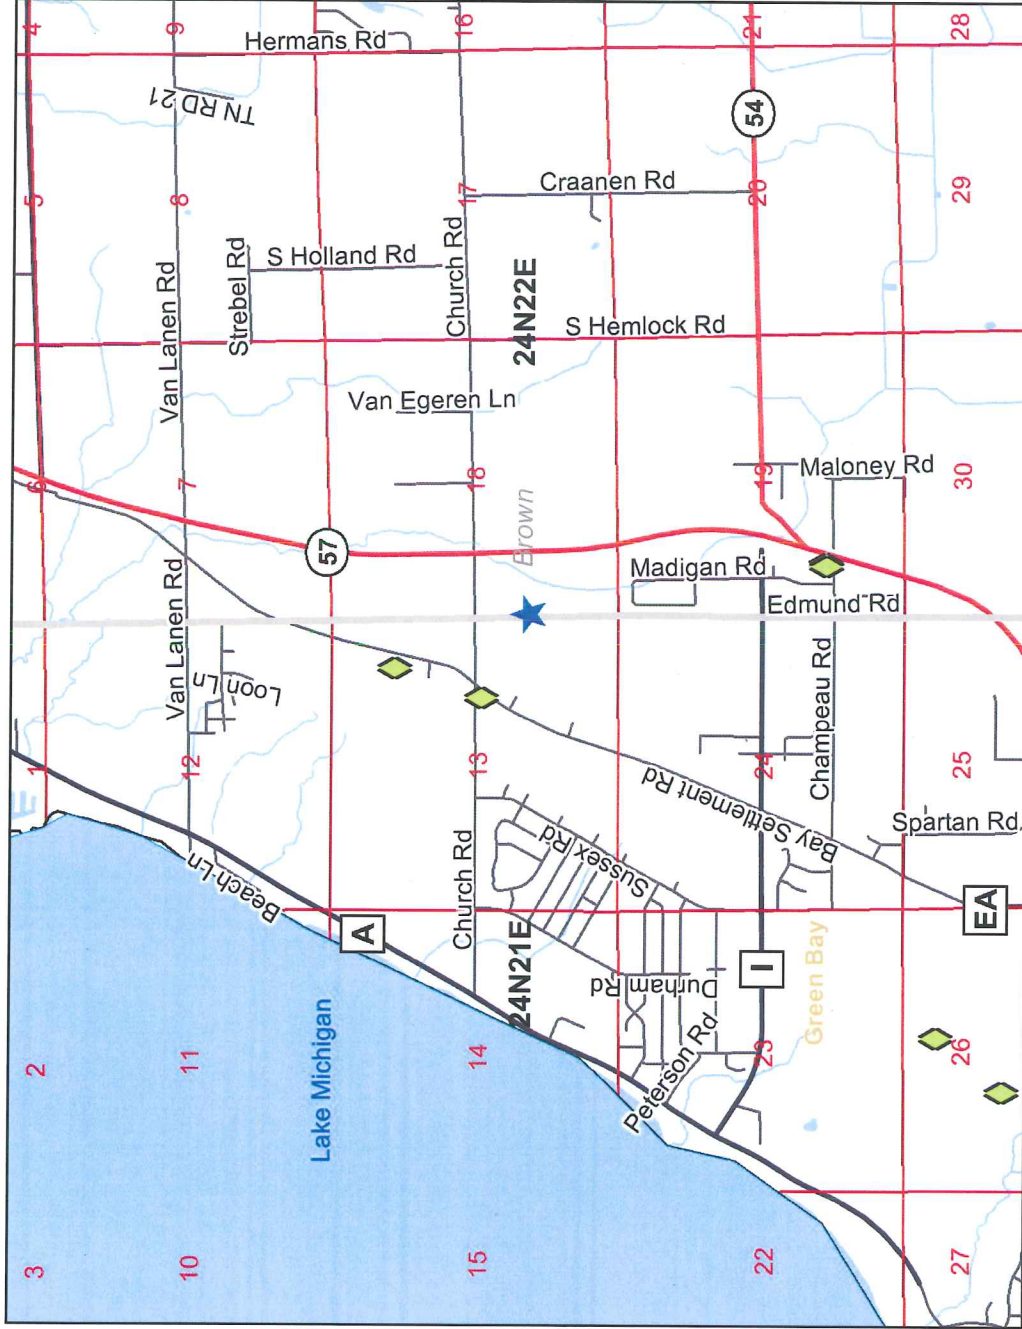 4
9
16
21
28
Hermans Rd
TN RD 21
54
5
8
17
20
29
Craanen Rd
S Holland Rd
Strebel Rd
Van Lanen Rd
Church Rd
24N22E
S Hemlock Rd
Van Egeren Ln
6
7
18
19
30
Maloney Rd
Brown
57
Madigan Rd
Edmund Rd
Van Lanen Rd
Loon Ln
Champeau Rd
1
12
13
24
25
Bay Settlement Rd
Spartan Rd
Sussex Rd
Beach Ln
Church Rd
A
24N21E
I
EA
Durham Rd
Green Bay
Lake Michigan
Peterson Rd
2
11
14
23
26
3
10
15
22
27